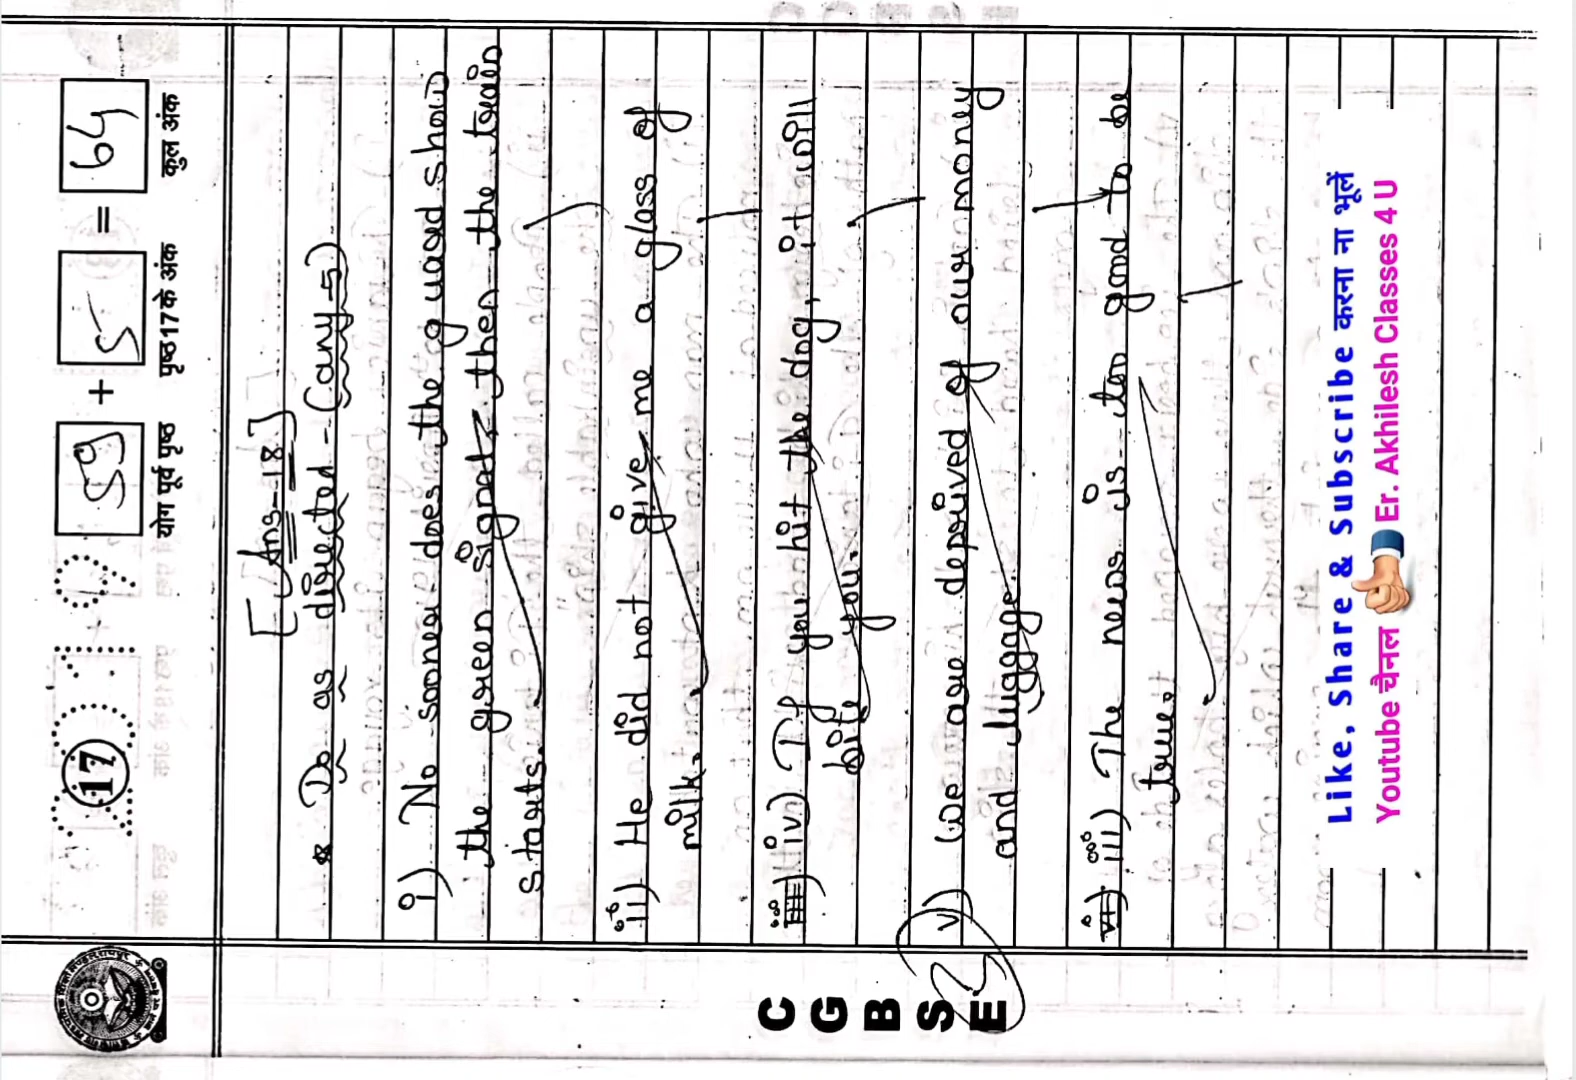 17
59 + 5 = 64
योग पूर्व पृष्ठ पृष्ठ 17 के अंक कुल अंक
[Ans-18]
* Do as directed - (any-5)
i) No sooner does the guard show
the green signal, then the train
starts.
ii) He did not give me a glass of
milk.
iv) If you hit the dog, it will
bite you.
v) We are deprived of our money
and luggage.
iii) The news is too good to be
true.
5
CGBSE
Like, Share & Subscribe करना ना भूलें
Youtube चैनल Er. Akhilesh Classes 4 U